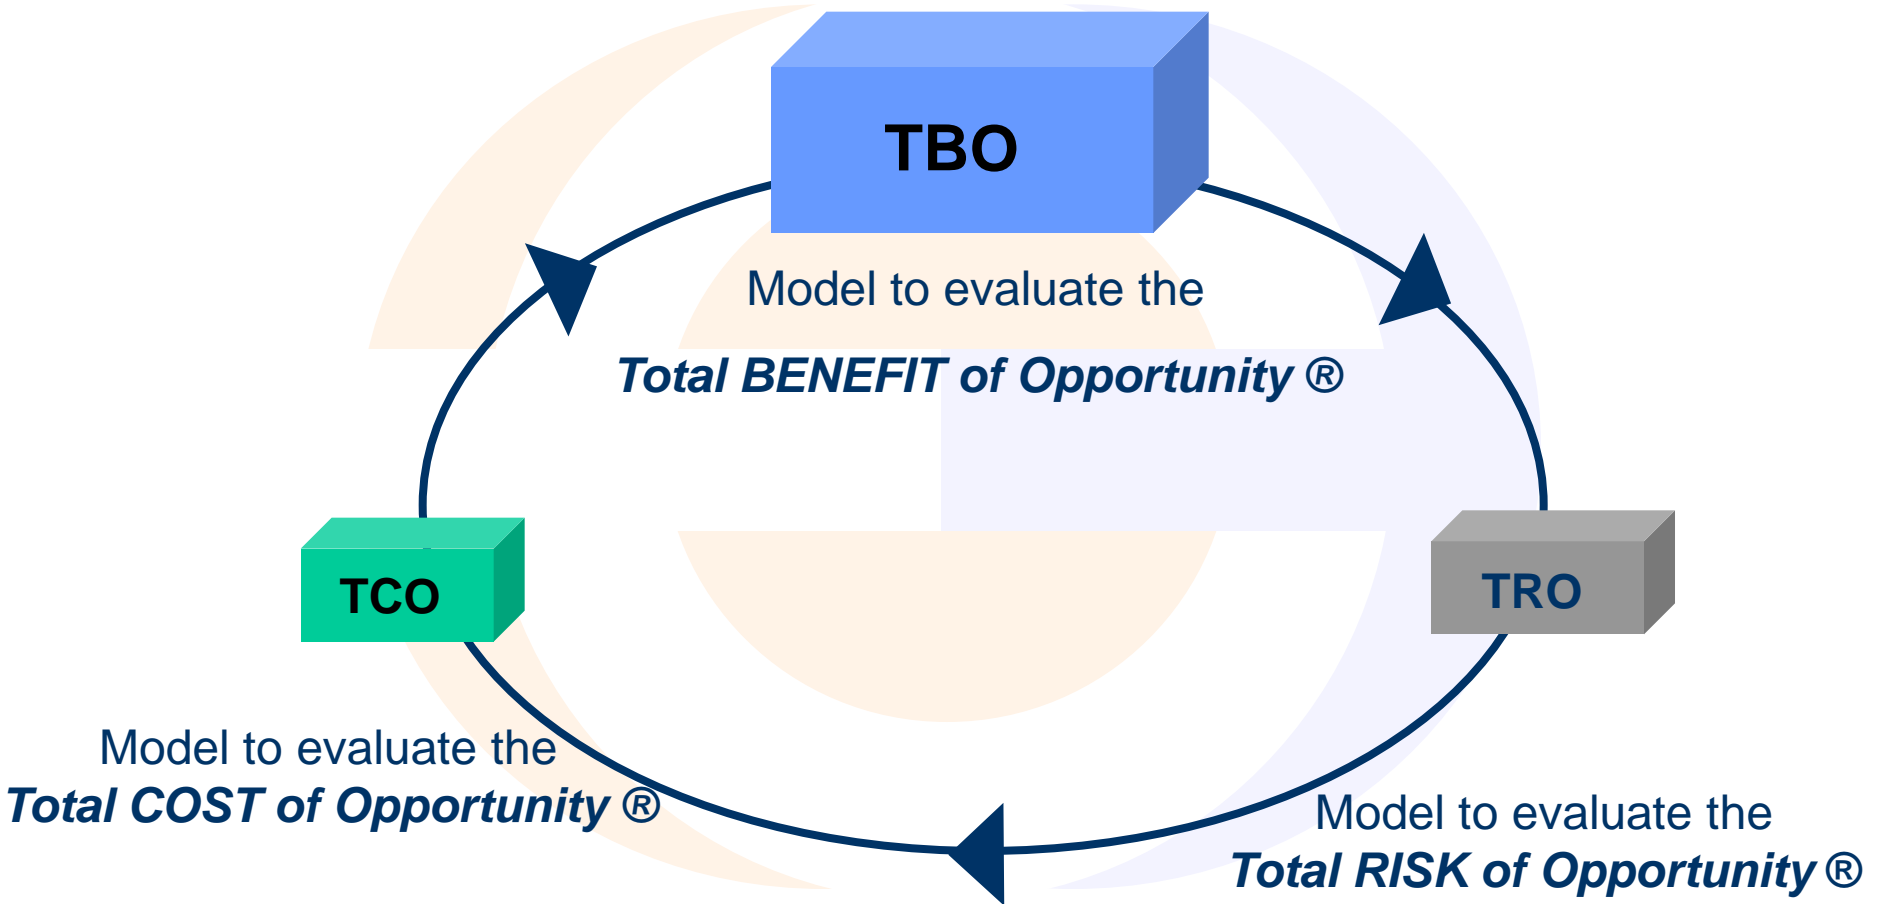 TBO
Model to evaluate the
Total BENEFIT of Opportunity ®
TCO
TRO
Model to evaluate the
Total COST of Opportunity ®
Model to evaluate the
Total RISK of Opportunity ®